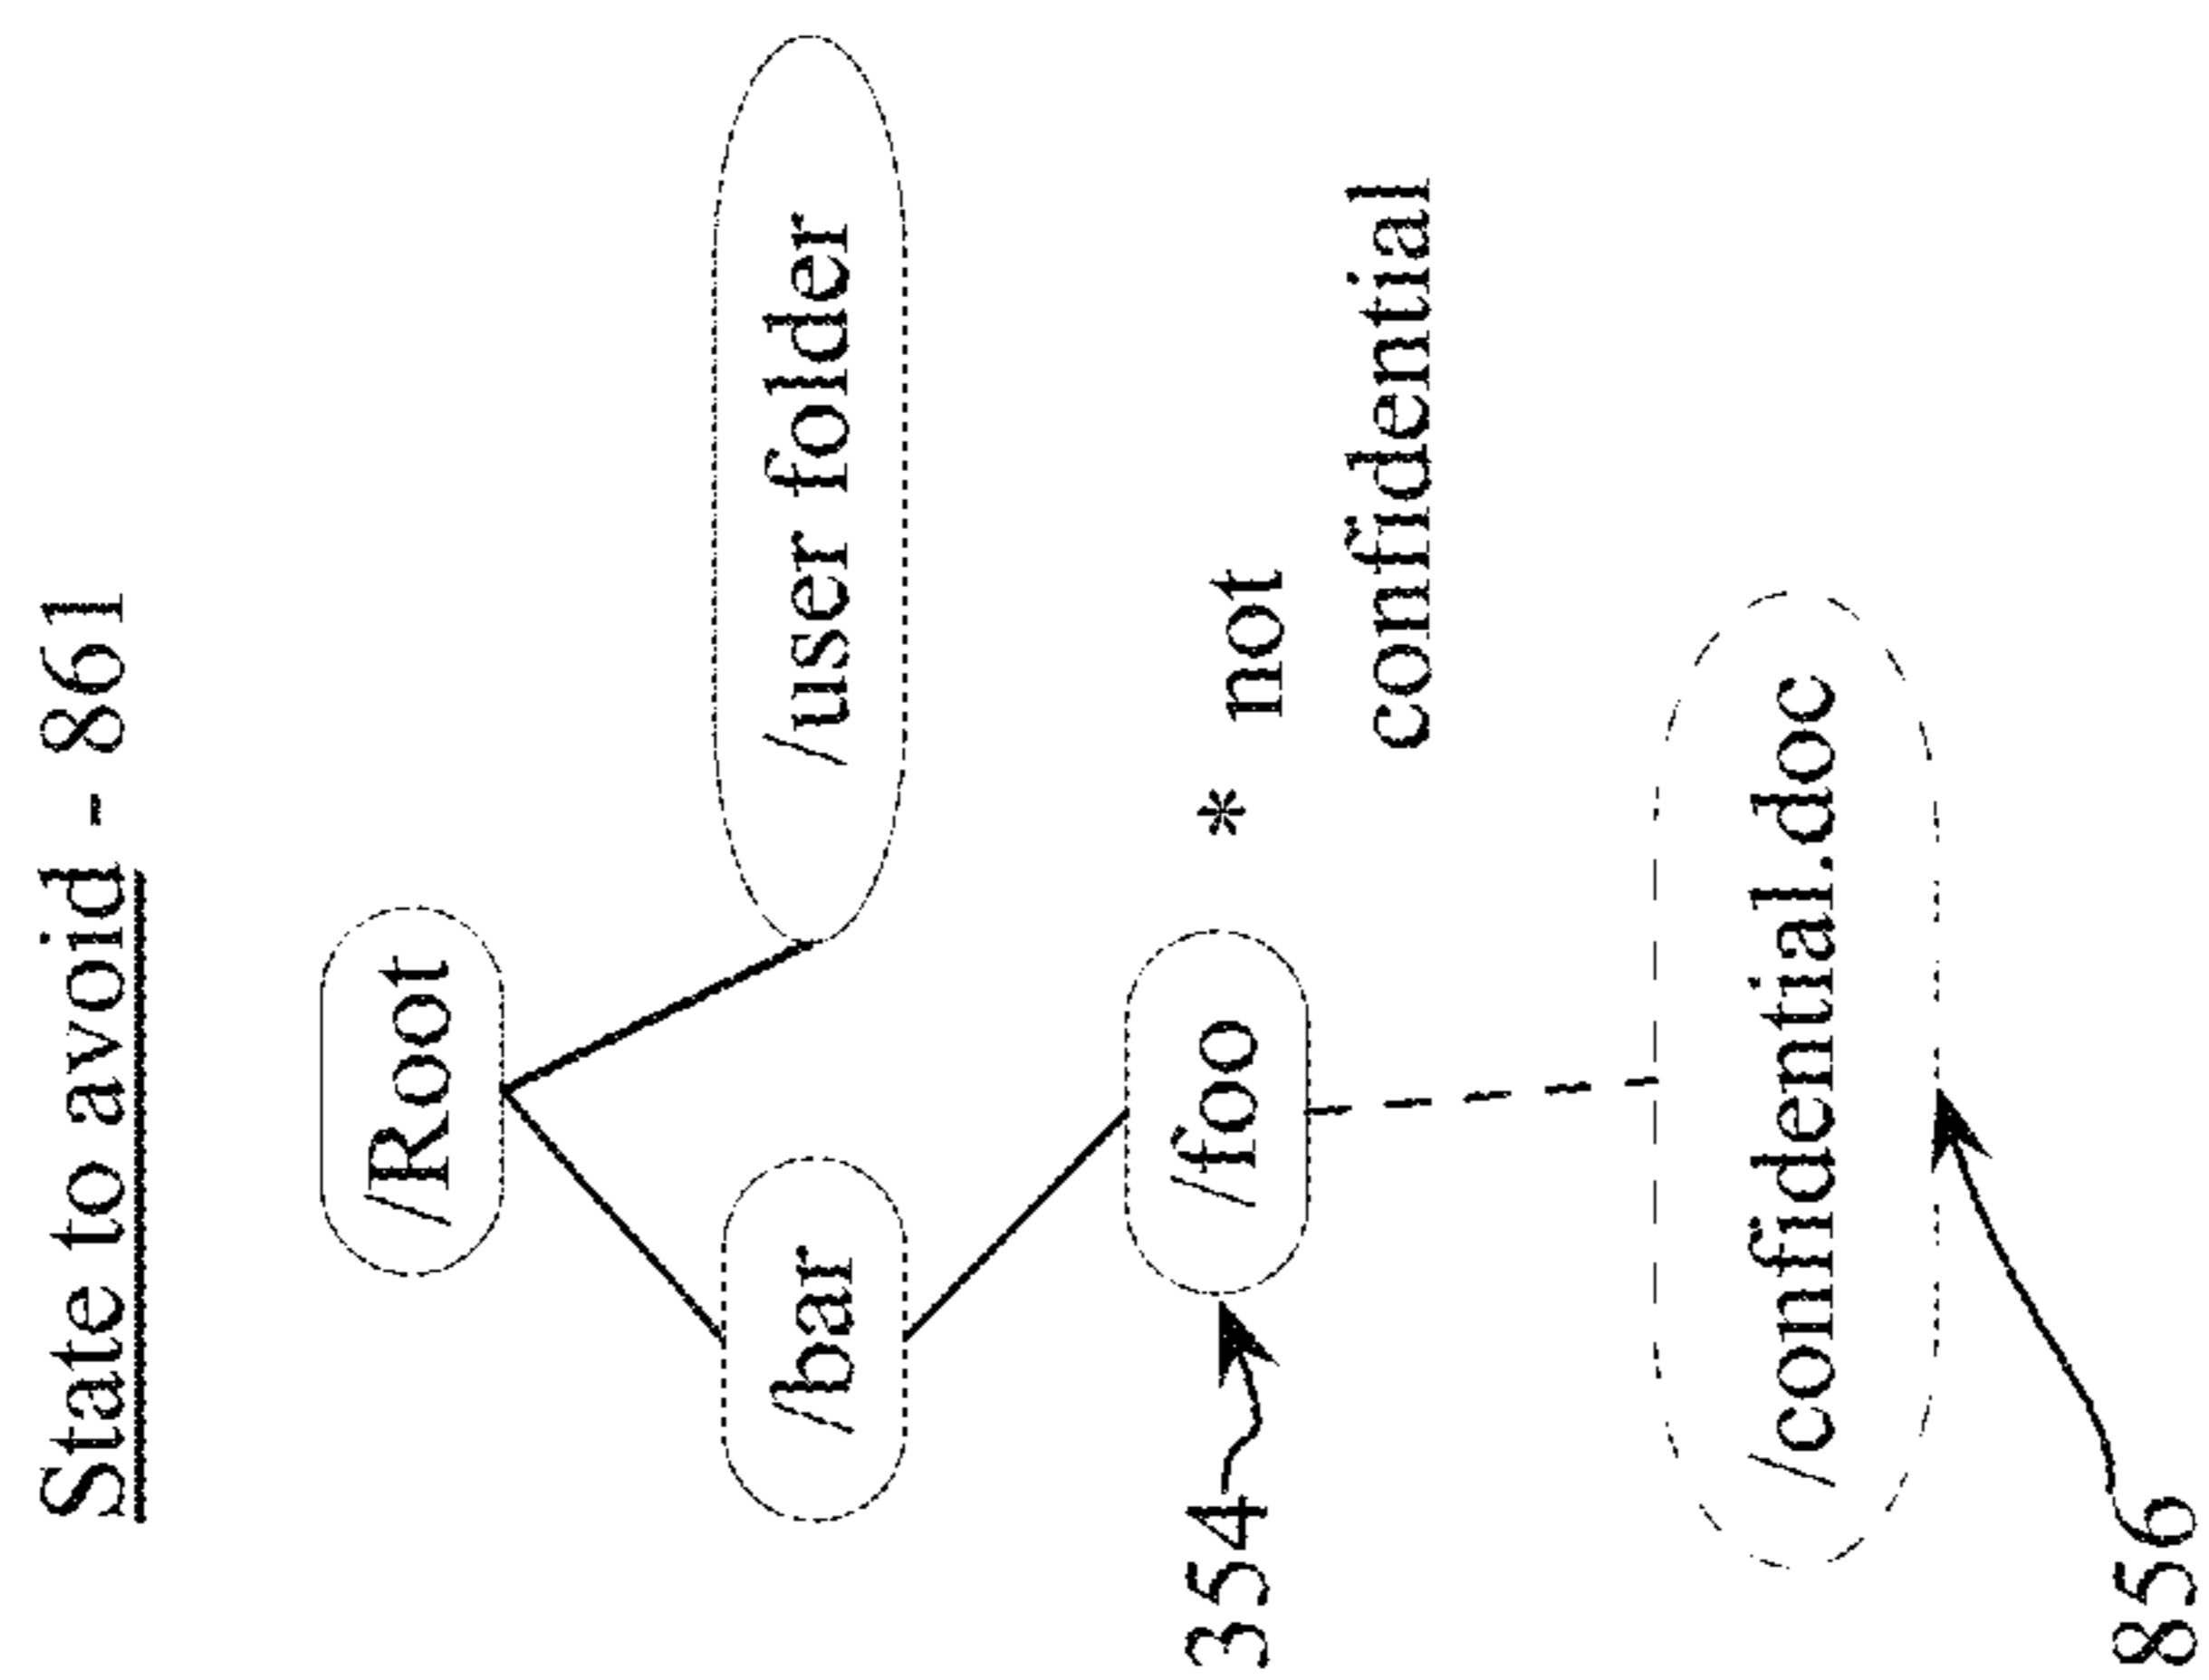 State to avoid - 861
/Root
/bar
/user folder
354
/foo
* not
confidential
/confidential.doc
856